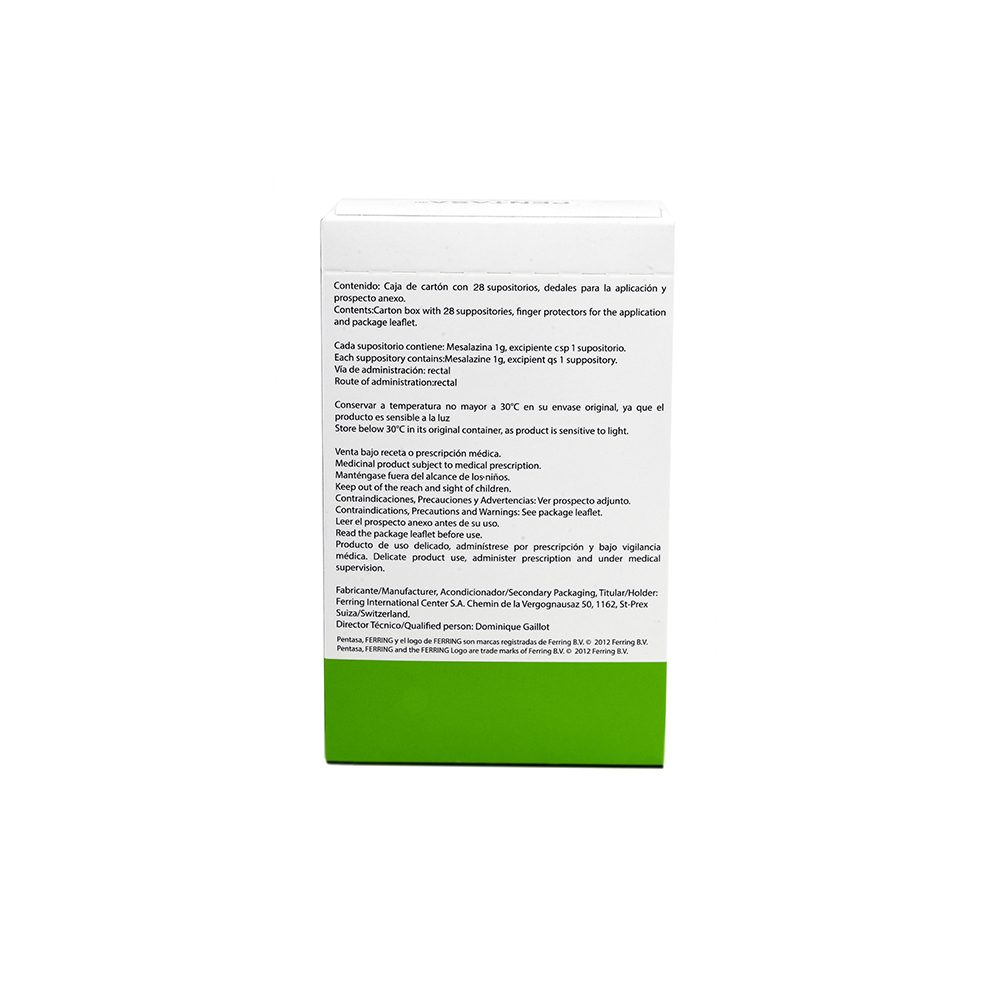 PENTASA
Contenido: Caja de cartón con 28 supositorios, dedales para la aplicación y
prospecto anexo.
Contents:Carton box with 28 suppositories, finger protectors for the application
and package leaflet.
Cada supositorio contiene: Mesalazina 1g, excipiente csp 1 supositorio.
Each suppository contains:Mesalazine 1g, excipient qs 1 suppository.
Vía de administración: rectal
Route of administration:rectal
Conservar a temperatura no mayor a 30°C en su envase original, ya que el
producto es sensible a la luz
Store below 30°C in its original container, as product is sensitive to light.
Venta bajo receta o prescripción médica.
Medicinal product subject to medical prescription.
Manténgase fuera del alcance de los niños.
Keep out of the reach and sight of children.
Contraindicaciones, Precauciones y Advertencias: Ver prospecto adjunto.
Contraindications, Precautions and Warnings: See package leaflet.
Leer el prospecto anexo antes de su uso.
Read the package leaflet before use.
Producto de uso delicado, adminístrese por prescripción y bajo vigilancia
médica. Delicate product use, administer prescription and under medical
supervision.
Fabricante/Manufacturer, Acondicionador/Secondary Packaging, Titular/Holder:
Ferring International Center S.A. Chemin de la Vergognausaz 50, 1162, St-Prex
Suiza/Switzerland.
Director Técnico/Qualified person: Dominique Gaillot
Pentasa, FERRING y el logo de FERRING son marcas registradas de Ferring B.V. © 2012 Ferring B.V.
Pentasa, FERRING and the FERRING Logo are trade marks of Ferring B.V. © 2012 Ferring B.V.